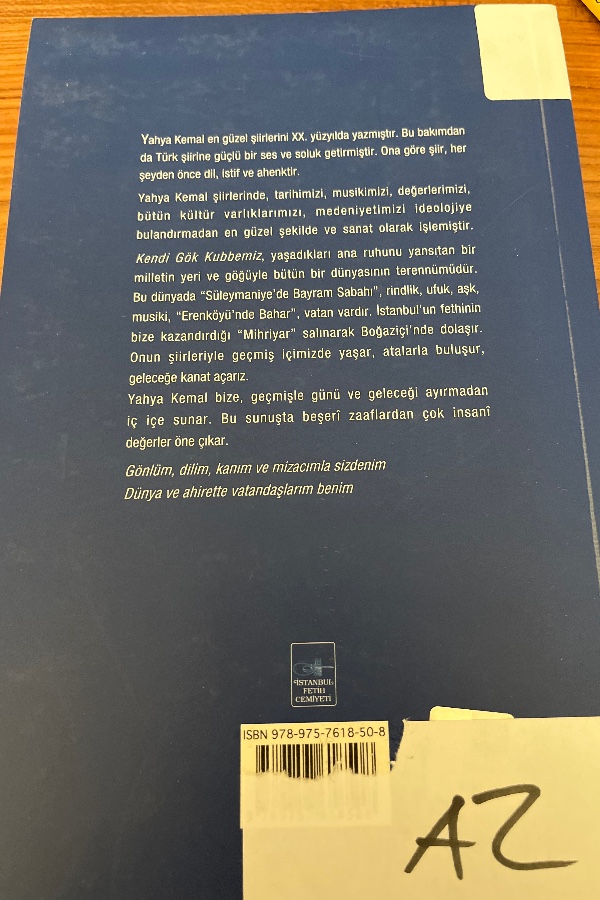 Yahya Kemal en güzel şiirlerini XX. yüzyılda yazmıştır. Bu bakımdan
da Türk şiirine güçlü bir ses ve soluk getirmiştir. Ona göre şiir, her
şeyden önce dil, istif ve ahenktir.
Yahya Kemal şiirlerinde, tarihimizi, musikimizi, değerlerimizi,
bütün kültür varlıklarımızı, medeniyetimizi ideolojiye
bulandırmadan en güzel şekilde ve sanat olarak işlemiştir.
Kendi Gök Kubbemiz, yaşadıkları ana ruhunu yansıtan bir
milletin yeri ve göğüyle bütün bir dünyasının terennümüdür.
Bu dünyada "Süleymaniye'de Bayram Sabahı", rindlik, ufuk, aşk,
musiki, "Erenköyü'nde Bahar", vatan vardır. İstanbul'un fethinin
bize kazandırdığı "Mihriyar" salınarak Boğaziçi'nde dolaşır.
Onun şiirleriyle geçmiş içimizde yaşar, atalarla buluşur,
geleceğe kanat açarız.
Yahya Kemal bize, geçmişle günü ve geleceği ayırmadan
iç içe sunar. Bu sunuşta beşerî zaaflardan çok insanî
değerler öne çıkar.
Gönlüm, dilim, kanım ve mizacımla sizdenim
Dünya ve ahirette vatandaşlarım benim
İSTANBUL
FETİH
CEMİYETİ
ISBN 978-975-7618-50-8
AZ